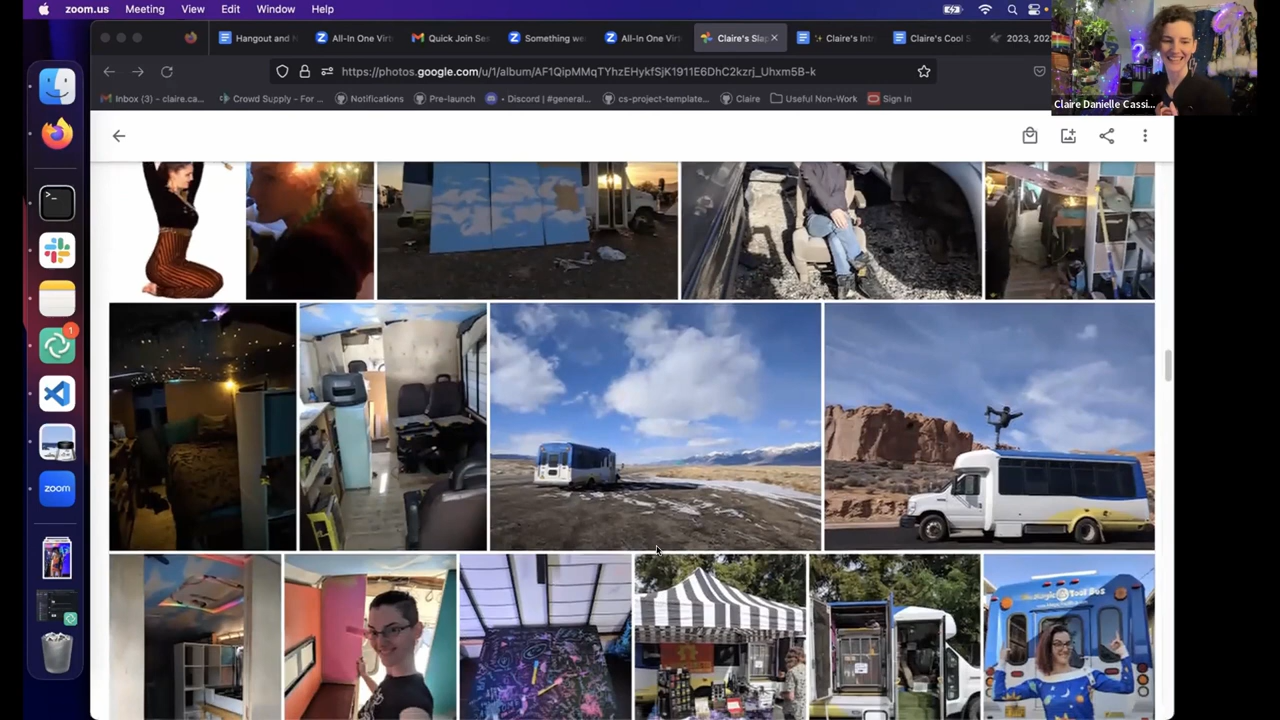 zoom.us Meeting View Edit Window Help
Hangout and N All-In One Virt Quick Join Ses Something we All-In One Virt Claire's Slap Claire's Intr Claire's Cool S 2023, 2022
https://photos.google.com/u/1/album/AF1QipMMqTYhzEHykfSjK1911E6DhC2kzrj_Uhxm5B-k
Inbox (3) - claire.ca... Crowd Supply - For ... Notifications Pre-launch - Discord | #general... cs-project-template... Claire Useful Non-Work Sign In
Claire Danielle Cassi...
1
zoom